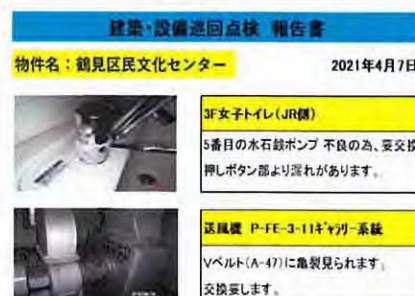 建築・設備巡回点検 報告書
物件名：鶴見区民文化センター
2021年4月7日
3F女子トイレ(JR側)
5番目の水石鹸ポンプ 不良の為、要交換
押しボタン部より漏れがあります。
送風機 P-FE-3-11ギャラリー系統
Vベルト(A-47)に亀裂見られます。
交換要します。